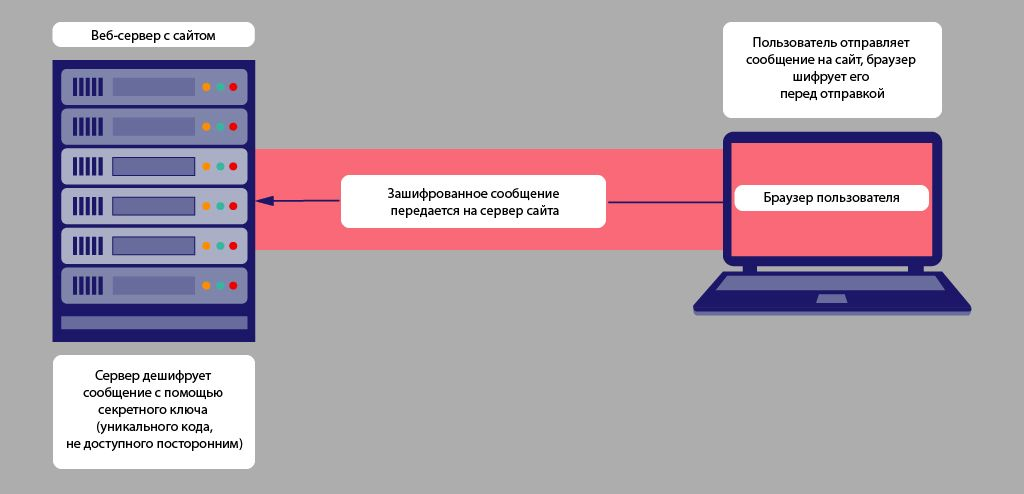 Веб-сервер с сайтом
Пользователь отправляет
сообщение на сайт, браузер
шифрует его
перед отправкой
Зашифрованное сообщение
передается на сервер сайта
Браузер пользователя
Сервер дешифрует
сообщение с помощью
секретного ключа
(уникального кода,
не доступного посторонним)